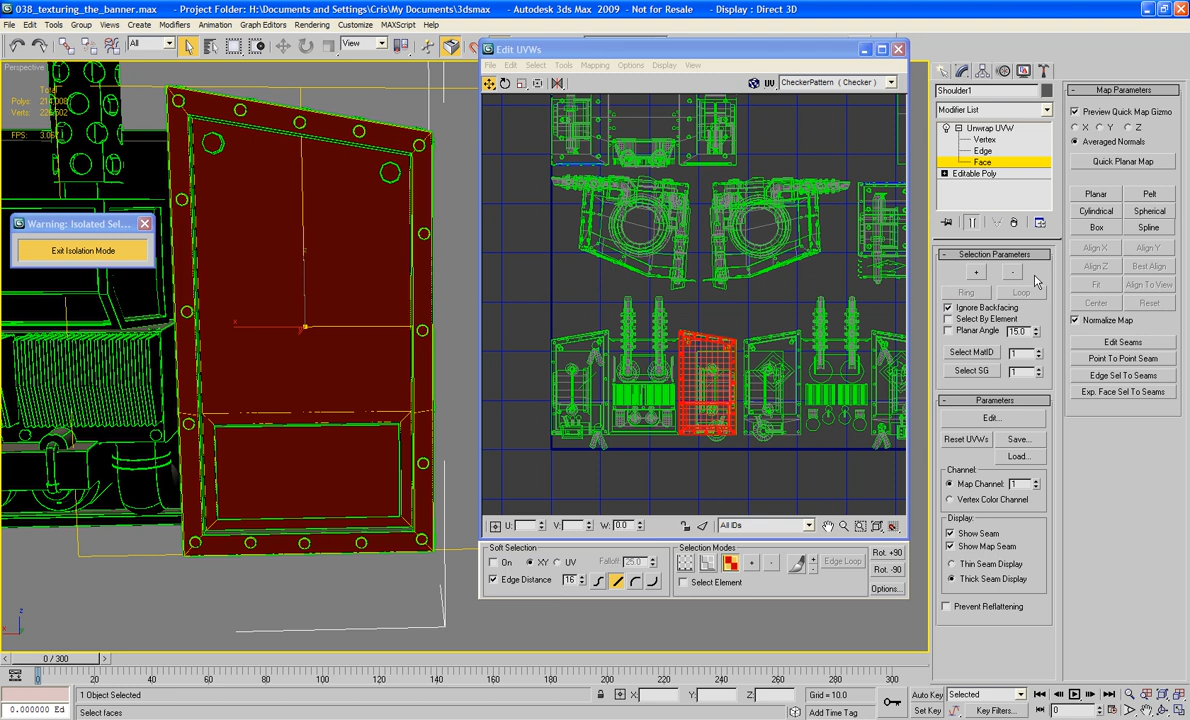 038_texturing_the_banner.max - Project Folder: H:\Documents and Settings\Cris\My Documents\3dsmax - Autodesk 3ds Max 2009 - Not for Resale - Display : Direct 3D
File Edit Tools Group Views Create Modifiers Animation Graph Editors Rendering Customize MAXScript Help
All View
Perspective
Total
Polys:
Verts:
FPS:
Warning: Isolated Sel...
Exit Isolation Mode
Edit UVWs
File Edit Select Tools Mapping Options Display View
UV CheckerPattern ( Checker )
U: V: W: 0.0 All IDs
Soft Selection
On XY UV Falloff: 25.0
Edge Distance 16
Selection Modes
Edge Loop
Select Element
Rot. +90
Rot. -90
Options...
Shoulder1
Modifier List
Unwrap UVW
Vertex
Edge
Face
Editable Poly
Selection Parameters
+ -
Ring Loop
Ignore Backfacing
Select By Element
Planar Angle 15.0
Select MatID 1
Select SG 1
Parameters
Edit...
Reset UVWs Save...
Load...
Channel:
Map Channel: 1
Vertex Color Channel
Display:
Show Seam
Show Map Seam
Thin Seam Display
Thick Seam Display
Prevent Reflattening
Map Parameters
Preview Quick Map Gizmo
X Y Z
Averaged Normals
Quick Planar Map
Planar Pelt
Cylindrical Spherical
Box Spline
Align X Align Y
Align Z Best Align
Fit Align To View
Center Reset
Normalize Map
Edit Seams
Point To Point Seam
Edge Sel To Seams
Exp. Face Sel To Seams
0 / 300
0 20 40 60 80 100 120 140 160 180 200 220 240 260 280 300
1 Object Selected X: Y: Z: Grid = 10.0 Auto Key Selected
0.000000 Ed Select faces Add Time Tag Set Key Key Filters... 0